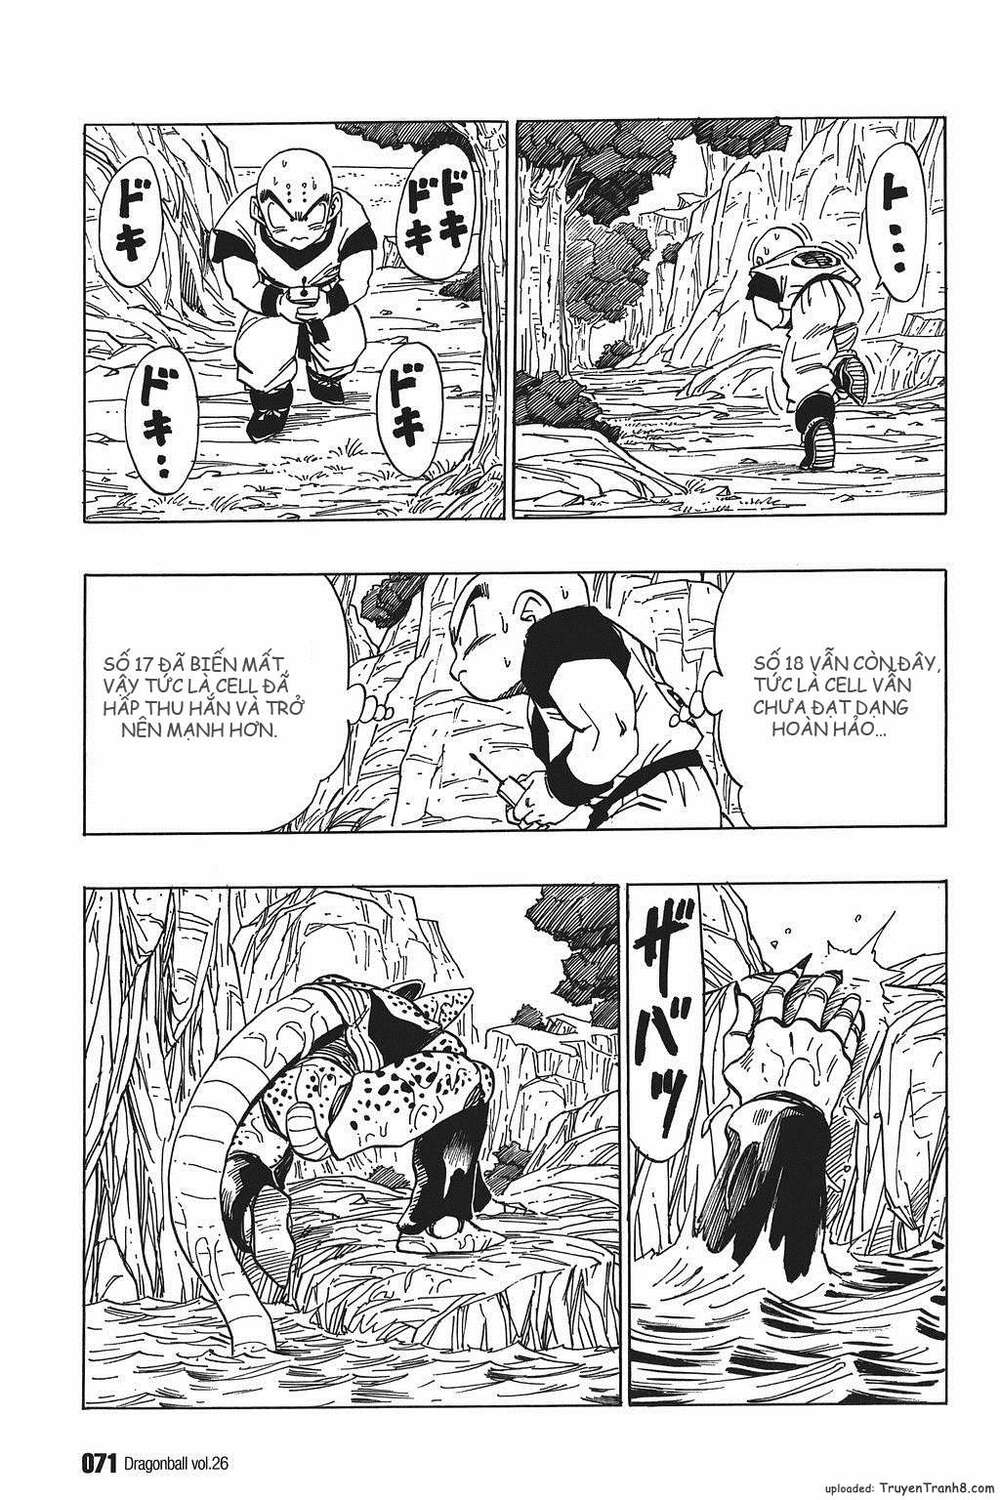 ト...
ドキ
ドキ
ドキ
ドキ
ドキ...
SỐ 18 VẪN CÒN ĐÂY,
TỨC LÀ CELL VẪN
CHƯA ĐẠT DẠNG
HOÀN HẢO...
SỐ 17 ĐÃ BIẾN MẤT,
VẬY TỨC LÀ CELL ĐÃ
HẤP THU HẮN VÀ TRỞ
NÊN MẠNH HƠN.
ザバッ
071 Dragonball vol.26
uploaded: TruyenTranh8.com